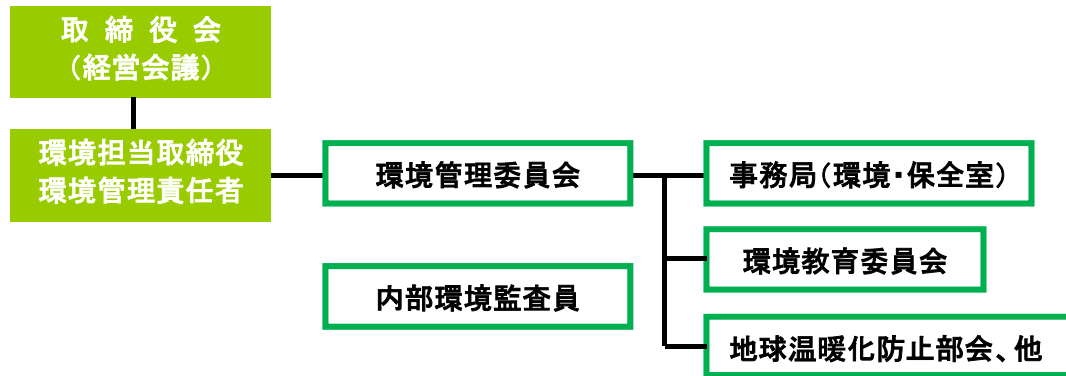 取 締 役 会
（経営会議）
環境担当取締役
環境管理責任者
環境管理委員会
事務局（環境・保全室）
環境教育委員会
内部環境監査員
地球温暖化防止部会、他